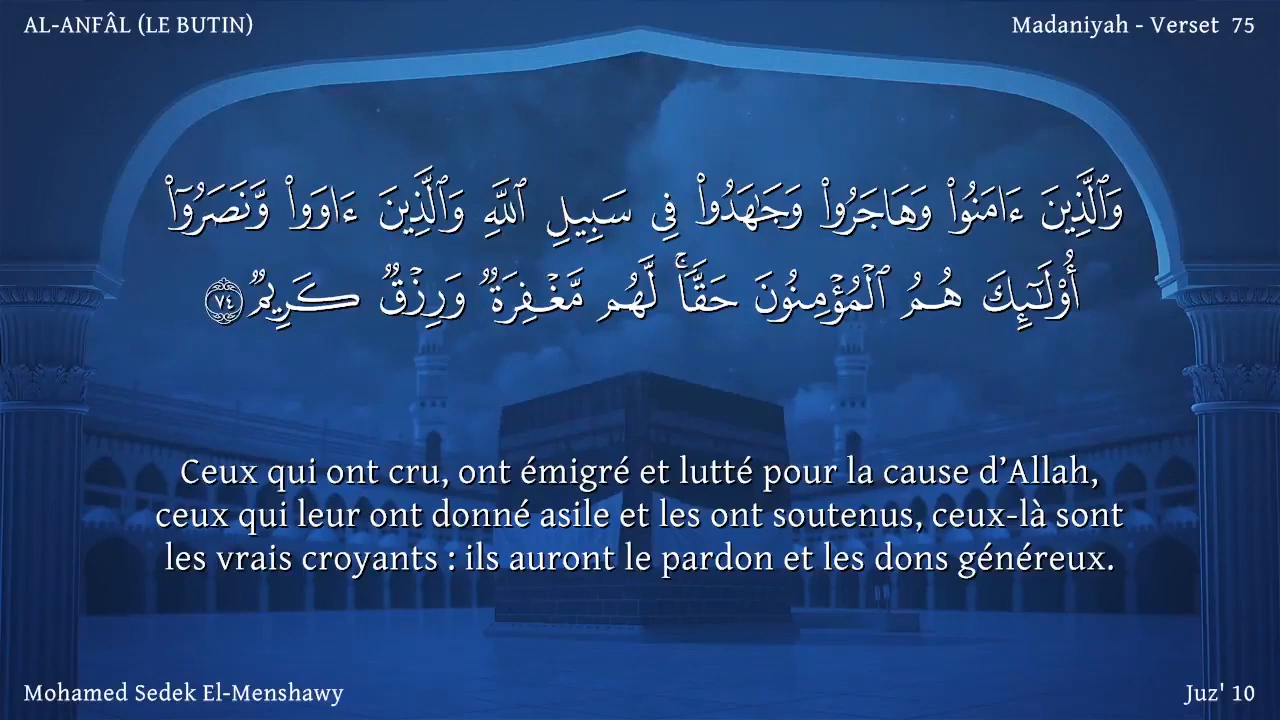 AL-ANFÂL (LE BUTIN)
Madaniyah - Verset 75
وَٱلَّذِينَ ءَامَنُوا۟ وَهَاجَرُوا۟ وَجَـٰهَدُوا۟ فِى سَبِيلِ ٱللَّهِ وَٱلَّذِينَ ءَاوَوا۟ وَّنَصَرُوٓا۟
أُو۟لَـٰٓئِكَ هُمُ ٱلْمُؤْمِنُونَ حَقًّۭا ۚ لَّهُم مَّغْفِرَةٌۭ وَرِزْقٌۭ كَرِيمٌۭ ٧٤
Ceux qui ont cru, ont émigré et lutté pour la cause d’Allah,
ceux qui leur ont donné asile et les ont soutenus, ceux-là sont
les vrais croyants : ils auront le pardon et les dons généreux.
Mohamed Sedek El-Menshawy
Juz' 10